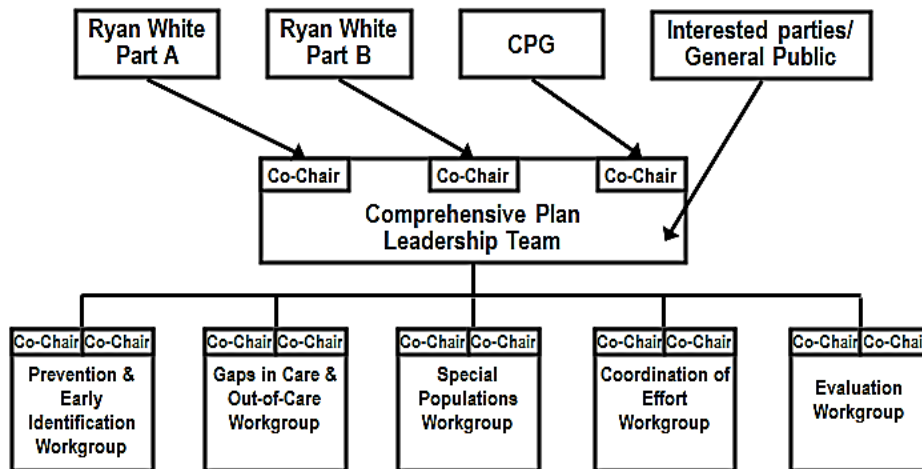 Ryan White
Part A
Ryan White
Part B
CPG
Interested parties/
General Public
Co-Chair
Co-Chair
Co-Chair
Comprehensive Plan
Leadership Team
Co-Chair Co-Chair
Prevention &
Early
Identification
Workgroup
Co-Chair Co-Chair
Gaps in Care &
Out-of-Care
Workgroup
Co-Chair Co-Chair
Special
Populations
Workgroup
Co-Chair Co-Chair
Coordination of
Effort
Workgroup
Co-Chair Co-Chair
Evaluation
Workgroup